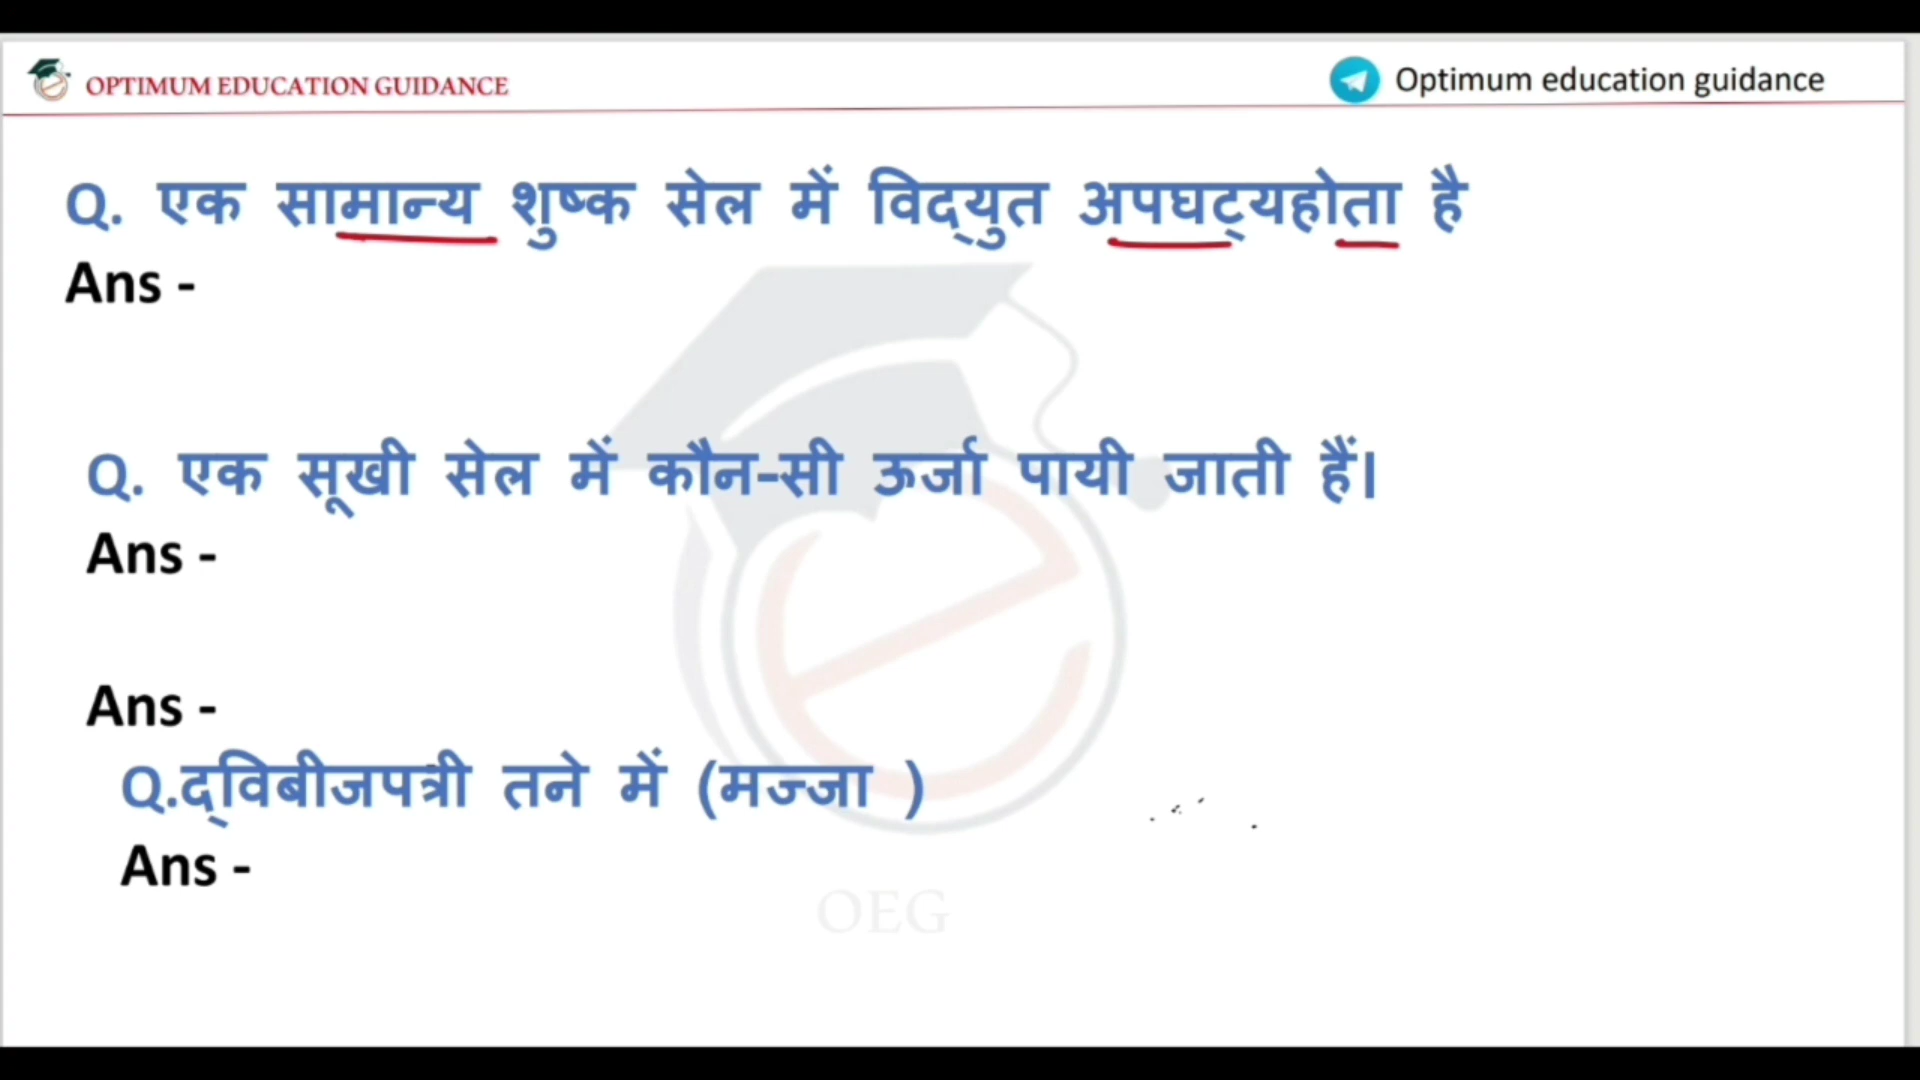 OPTIMUM EDUCATION GUIDANCE
Optimum education guidance
Q. एक सामान्य शुष्क सेल में विद्‌युत अपघट्यहोता है
Ans -
Q. एक सूखी सेल में कौन-सी ऊर्जा पायी जाती हैं।
Ans -
Ans -
Q.द्‌विबीजपत्री तने में (मज्जा )
Ans -
OEG